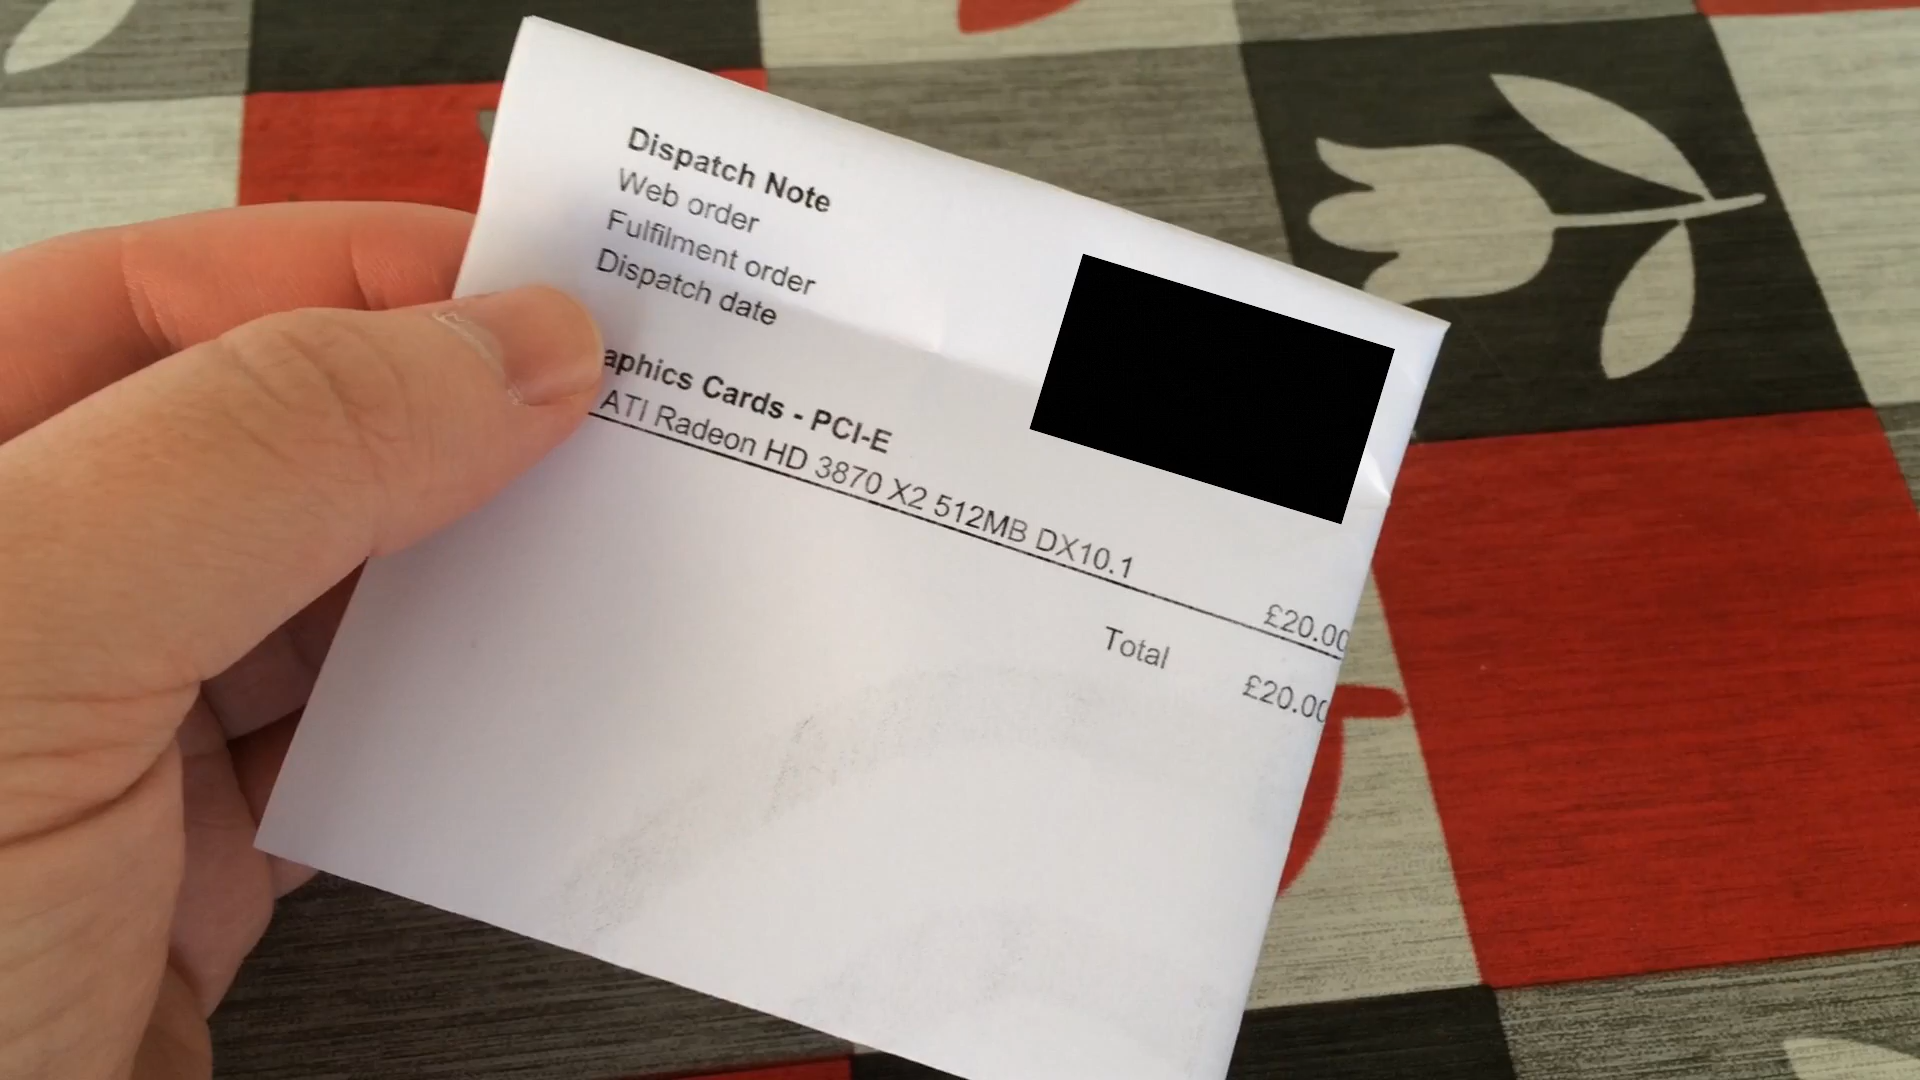 Dispatch Note
Web order
Fulfilment order
Dispatch date
aphics Cards - PCI-E
ATI Radeon HD 3870 X2 512MB DX10.1
£20.00
Total £20.00